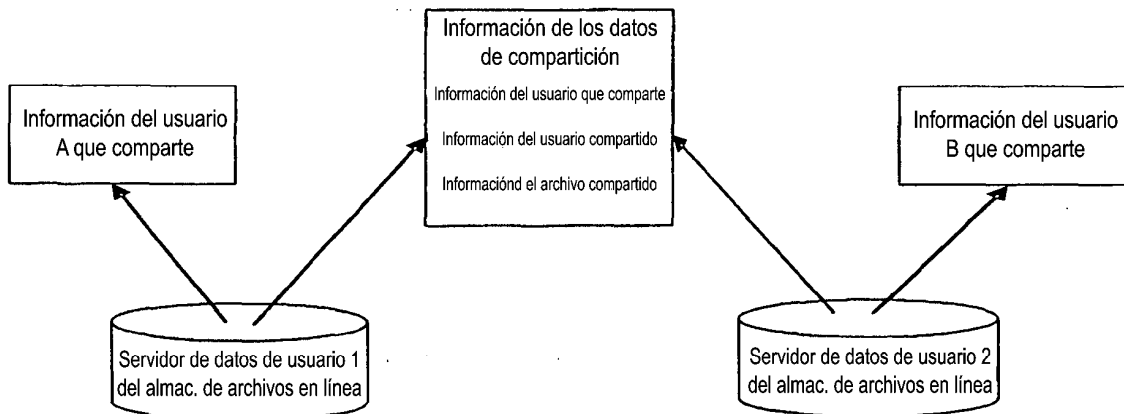 Información de los datos
de compartición
Información del usuario que comparte
Información del usuario compartido
Informaciónd el archivo compartido
Información del usuario
A que comparte
Información del usuario
B que comparte
Servidor de datos de usuario 1
del almac. de archivos en línea
Servidor de datos de usuario 2
del almac. de archivos en línea